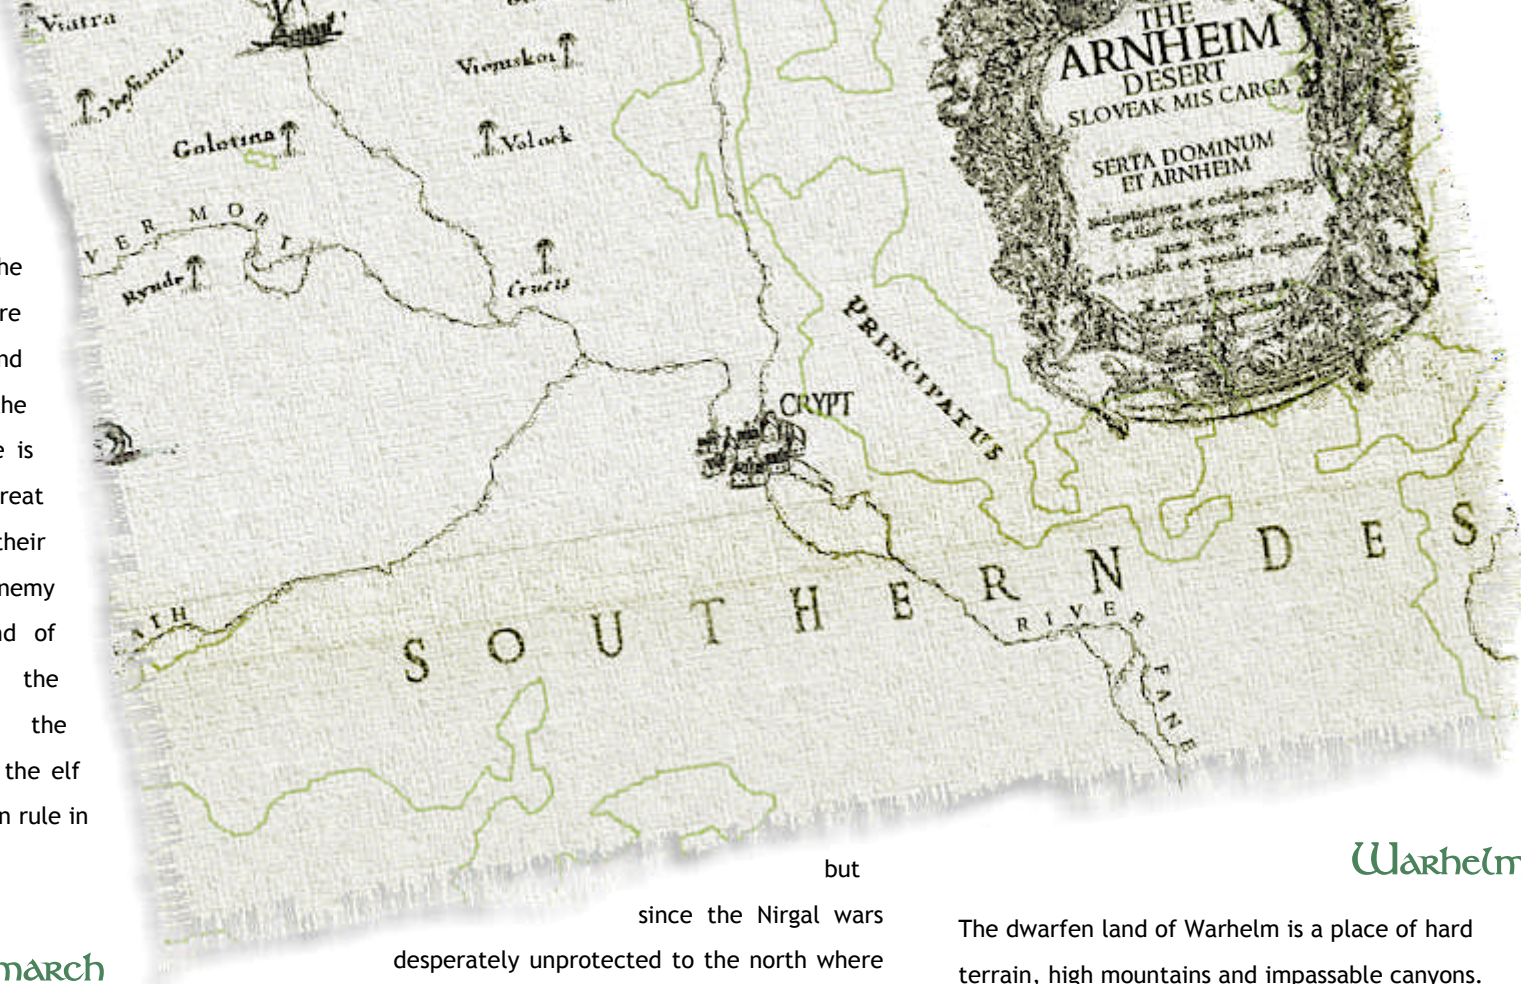 Viatra
Golotina
Volock
VER MORT
Crucis
THE
ARNHEIM
DESERT
SLOVEAK MIS CARGA
SERTA DOMINUM
ET ARNHEIM
PRINCIPATUS
CRYPT
SOUTHERN DES
RIVER FANE
ATH
he
re
nd
he
e is
reat
their
nemy
nd of
the
the
the elf
n rule in
march
but
since the Nirgal wars
desperately unprotected to the north where
Warhelm
The dwarfen land of Warhelm is a place of hard
terrain, high mountains and impassable canyons.